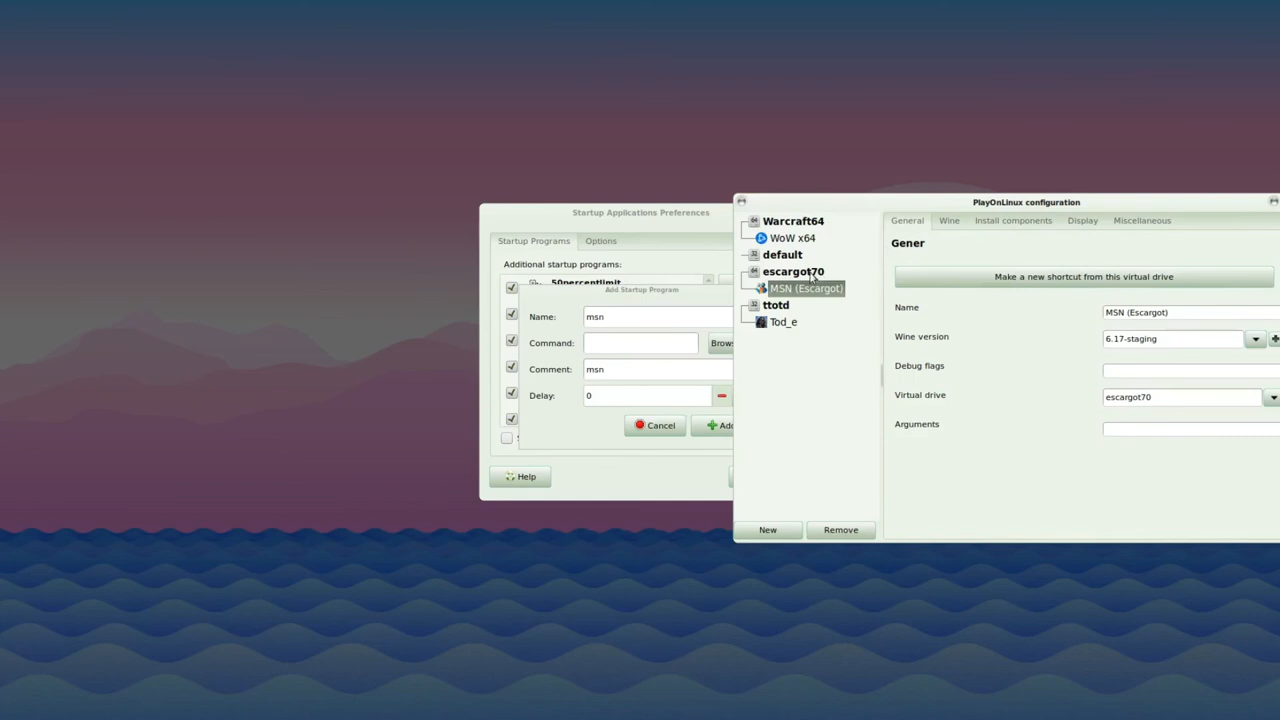 Startup Applications Preferences
Startup Programs
Options
Additional startup programs:
50percentlimit
Add Startup Program
Name:
msn
Command:
Brows
Comment:
msn
Delay:
0
Cancel
Add
Help
PlayOnLinux configuration
Warcraft64
WoW x64
default
escargot70
MSN (Escargot)
ttotd
Tod_e
New
Remove
General
Wine
Install components
Display
Miscellaneous
Gener
Make a new shortcut from this virtual drive
Name
MSN (Escargot)
Wine version
6.17-staging
Debug flags
Virtual drive
escargot70
Arguments